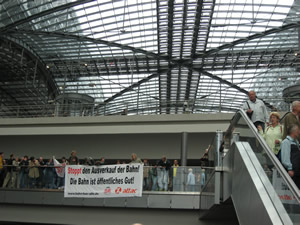 Stoppt den Ausverkauf der Bahn!
Die Bahn ist öffentliches Gut!
attac